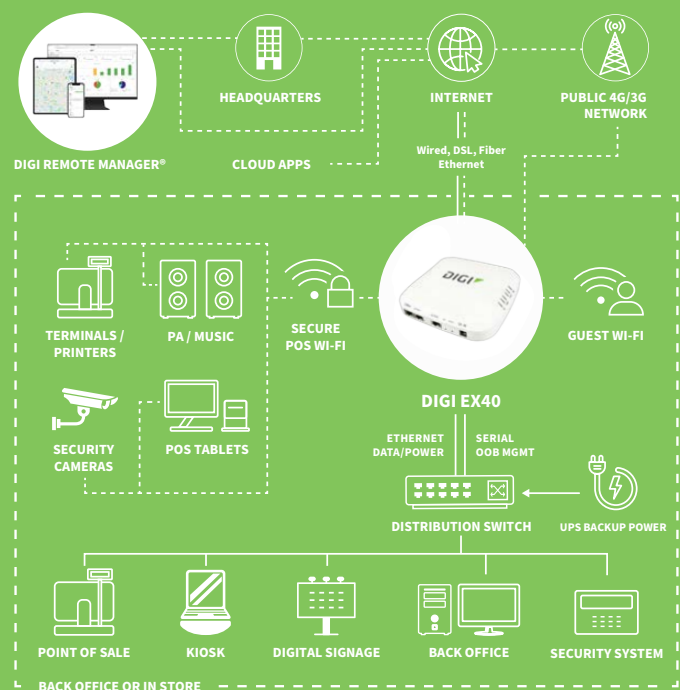 HEADQUARTERS
INTERNET
PUBLIC 4G/3G
NETWORK
DIGI REMOTE MANAGER®
CLOUD APPS
Wired, DSL, Fiber
Ethernet
DIGI
TERMINALS /
PRINTERS
PA / MUSIC
SECURE
POS WI-FI
GUEST WI-FI
DIGI EX40
SECURITY
CAMERAS
POS TABLETS
ETHERNET
DATA/POWER
SERIAL
OOB MGMT
DISTRIBUTION SWITCH
UPS BACKUP POWER
POINT OF SALE
KIOSK
DIGITAL SIGNAGE
BACK OFFICE
SECURITY SYSTEM
BACK OFFICE OR IN STORE